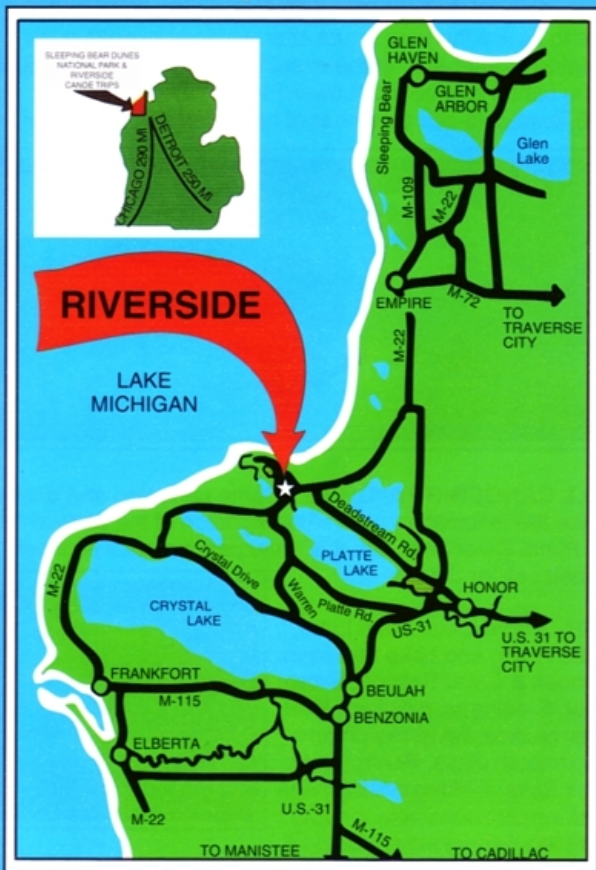 SLEEPING BEAR DUNES
NATIONAL PARK &
RIVERSIDE
CANOE TRIPS
CHICAGO 290 MI
DETROIT 250 MI
GLEN
HAVEN
GLEN
ARBOR
Sleeping Bear
Glen
Lake
M-109
M-22
EMPIRE
M-72
TO
TRAVERSE
CITY
RIVERSIDE
M-22
LAKE
MICHIGAN
Deadstream Rd.
PLATTE
LAKE
M-22
Crystal Drive
Warren
Platte Rd.
HONOR
US-31
U.S. 31 TO
TRAVERSE
CITY
CRYSTAL
LAKE
FRANKFORT
M-115
BEULAH
BENZONIA
ELBERTA
M-22
U.S.-31
M-115
TO MANISTEE
TO CADILLAC